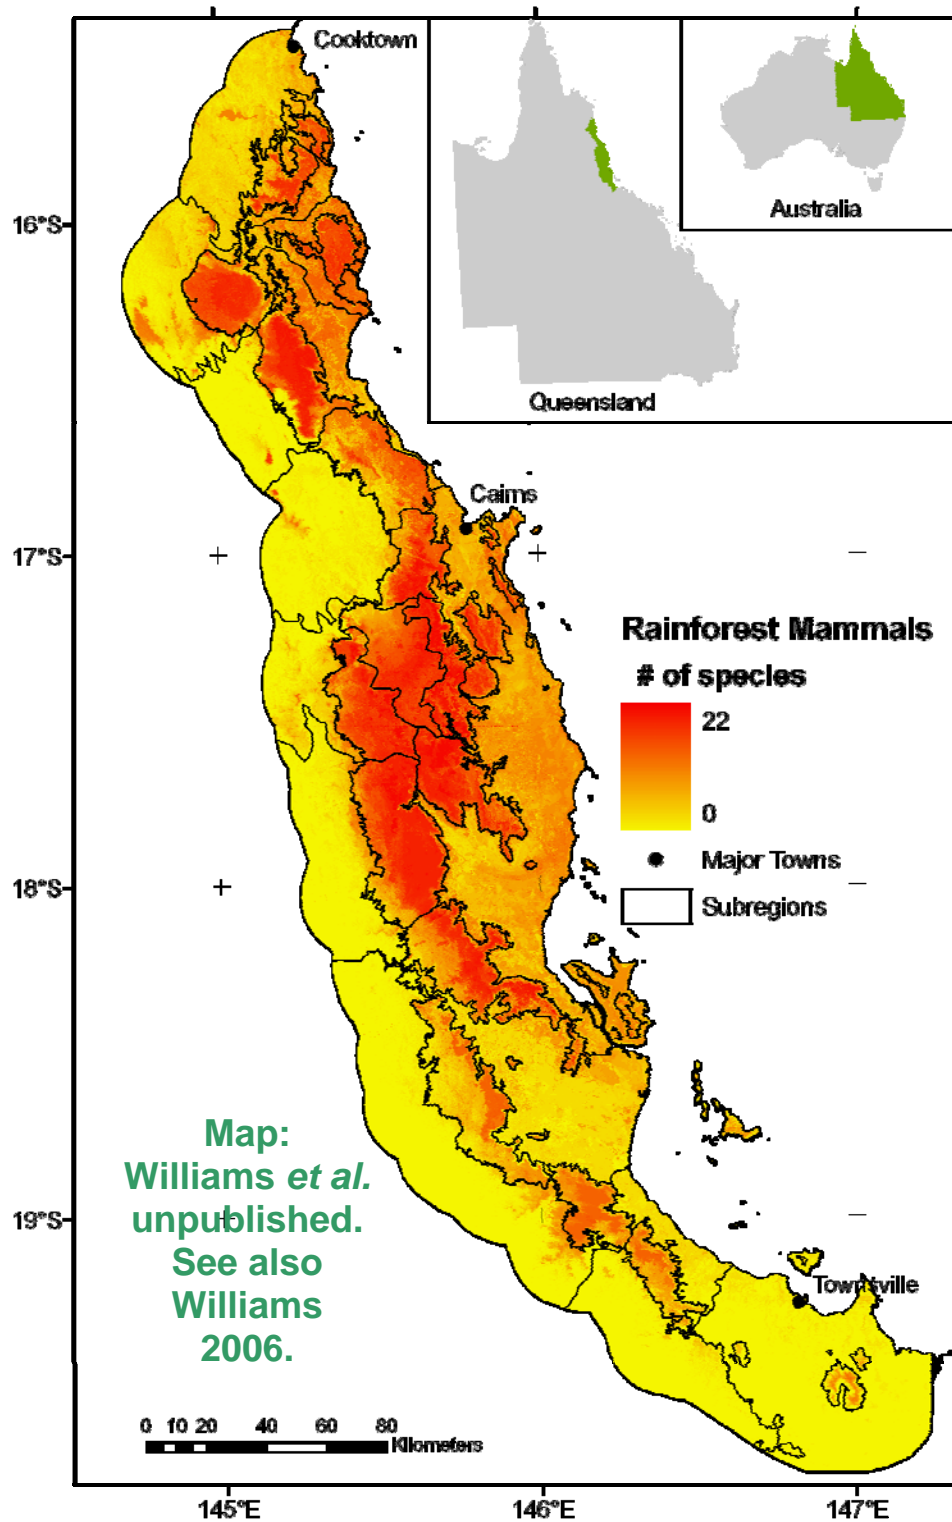 Cooktown
Queensland
Australia
16°S
Cairns
17°S
Rainforest Mammals
# of species
22
0
Major Towns
Subregions
18°S
Map:
Williams et al.
unpublished.
See also
Williams
2006.
19°S
Townsville
0 10 20 40 60 80
Kilometers
145°E 146°E 147°E